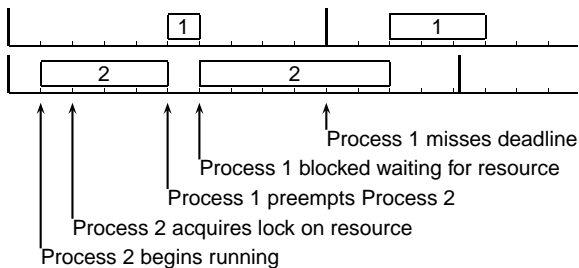 1
1
2
2
Process 1 misses deadline
Process 1 blocked waiting for resource
Process 1 preempts Process 2
Process 2 acquires lock on resource
Process 2 begins running